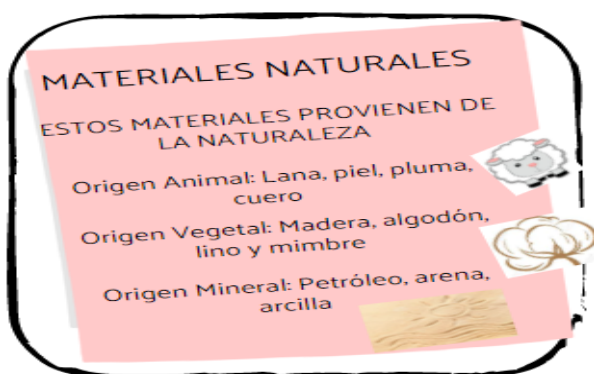 MATERIALES NATURALES
ESTOS MATERIALES PROVIENEN DE
LA NATURALEZA
Origen Animal: Lana, piel, pluma,
cuero
Origen Vegetal: Madera, algodón,
lino y mimbre
Origen Mineral: Petróleo, arena,
arcilla